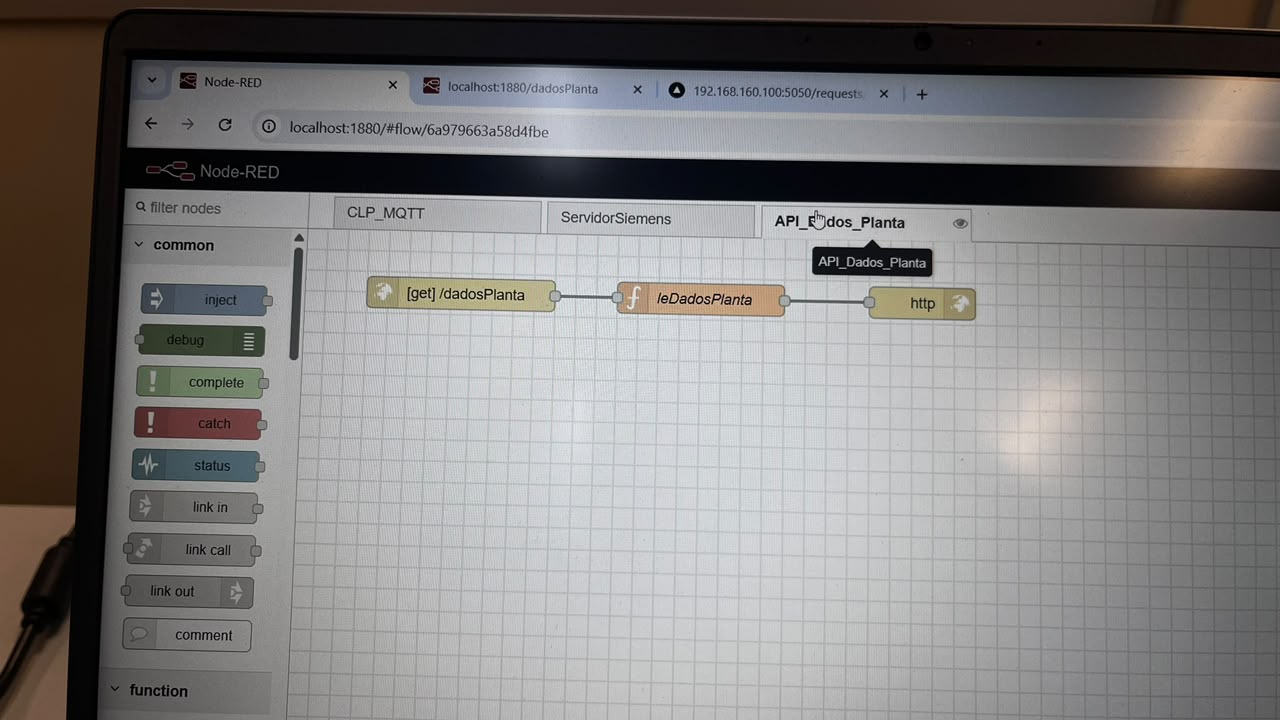 Node-RED
localhost:1880/dadosPlanta
192.168.160.100:5050/requests
localhost:1880/#flow/6a979663a58d4fbe
Node-RED
filter nodes
CLP_MQTT
ServidorSiemens
API_Dados_Planta
common
API_Dados_Planta
inject
[get] /dadosPlanta
leDadosPlanta
http
debug
complete
catch
status
link in
link call
link out
comment
function